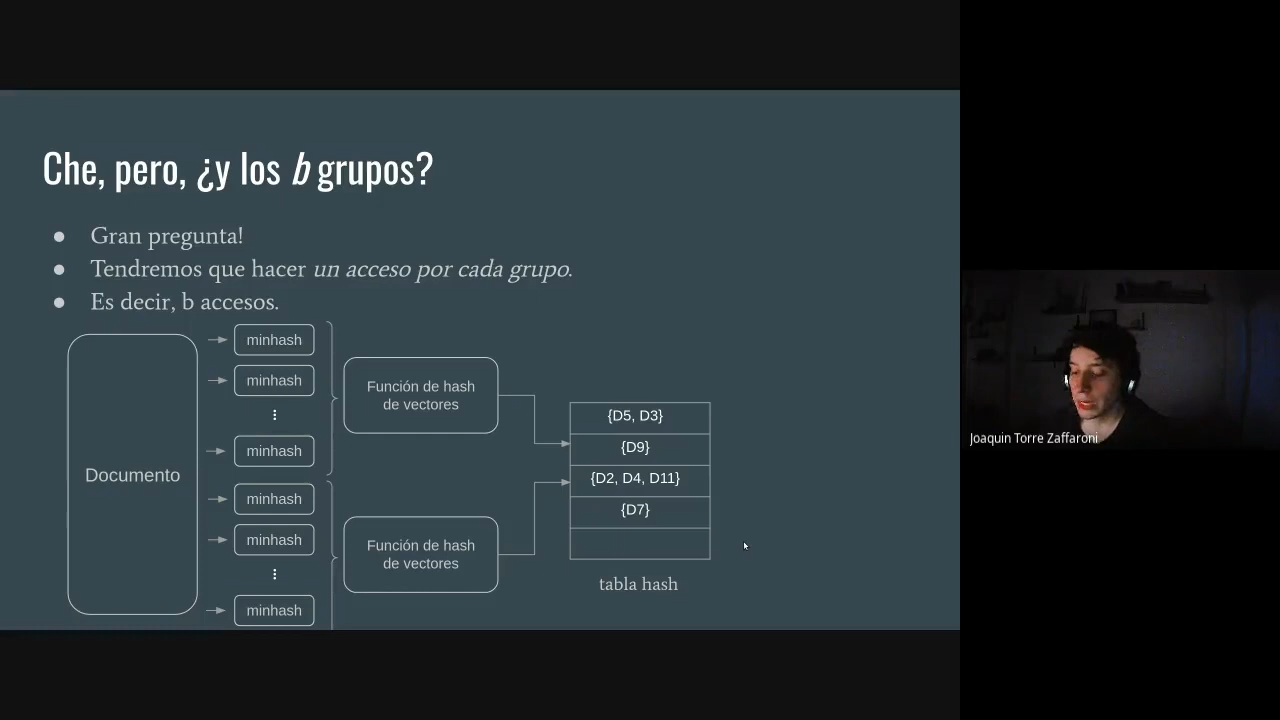 Che, pero, ¿y los b grupos?
● Gran pregunta!
● Tendremos que hacer un acceso por cada grupo.
● Es decir, b accesos.
Documento
minhash
minhash
⋮
minhash
minhash
minhash
⋮
minhash
Función de hash
de vectores
Función de hash
de vectores
{D5, D3}
{D9}
{D2, D4, D11}
{D7}
tabla hash
Joaquin Torre Zaffaroni